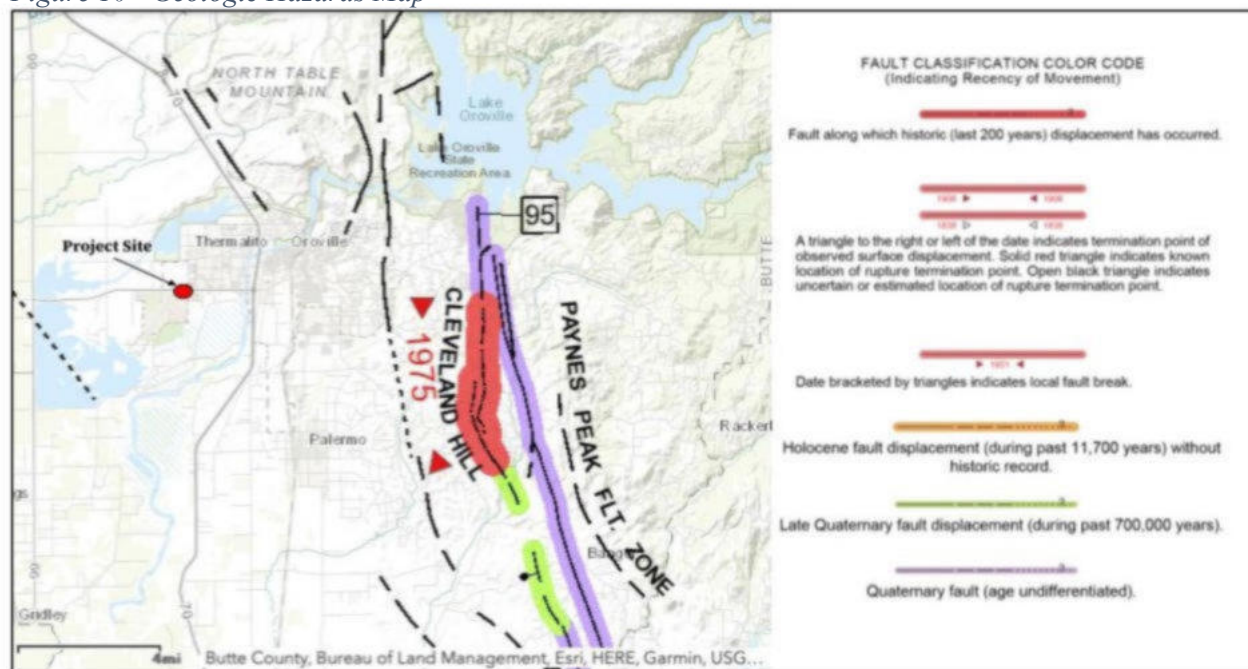 Figure 10 - Geologic Hazards Map
NORTH TABLE
MOUNTAIN
70
Lake
Oroville
Lake Oroville
State
Recreation Area
95
Project Site
Thermalito
Oroville
BUTTE
CLEVELAND HILL
1975
PAYNES PEAK FLT. ZONE
Palermo
Gridley
70
4mi
Butte County, Bureau of Land Management, Esri, HERE, Garmin, USG...
FAULT CLASSIFICATION COLOR CODE
(Indicating Recency of Movement)
?
Fault along which historic (last 200 years) displacement has occurred.
A triangle to the right or left of the date indicates termination point of
observed surface displacement. Solid red triangle indicates known
location of rupture termination point. Open black triangle indicates
uncertain or estimated location of rupture termination point.
Date bracketed by triangles indicates local fault break.
?
Holocene fault displacement (during past 11,700 years) without
historic record.
?
Late Quaternary fault displacement (during past 700,000 years).
?
Quaternary fault (age undifferentiated).